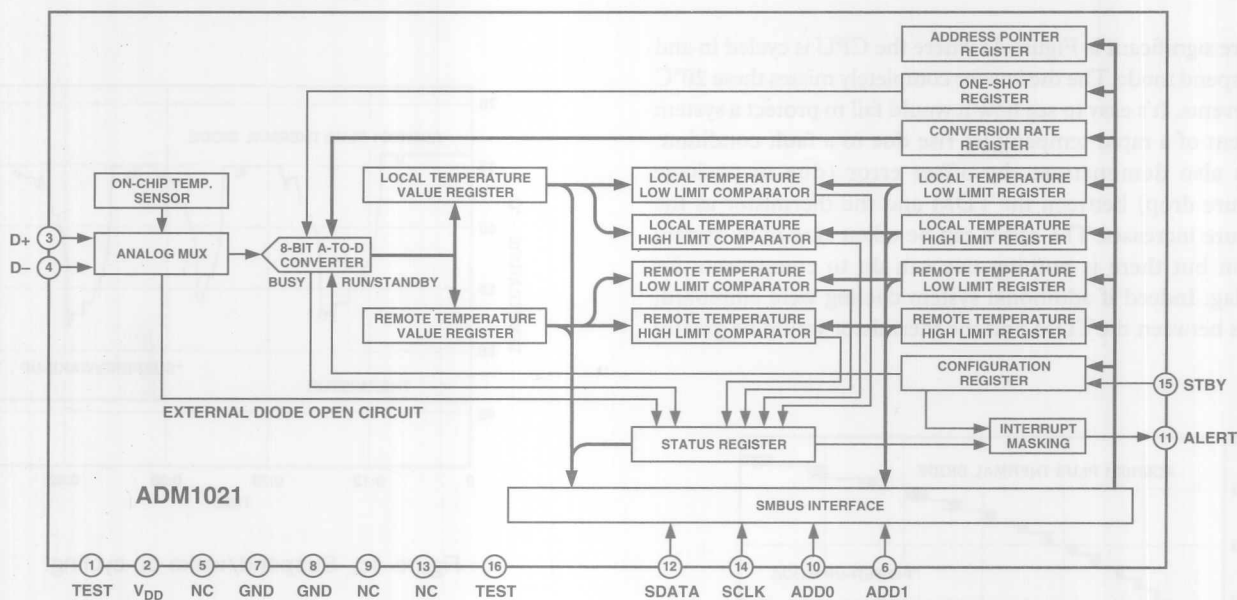 ADDRESS POINTER
REGISTER
ONE-SHOT
REGISTER
CONVERSION RATE
REGISTER
ON-CHIP TEMP.
SENSOR
LOCAL TEMPERATURE
VALUE REGISTER
LOCAL TEMPERATURE
LOW LIMIT COMPARATOR
LOCAL TEMPERATURE
LOW LIMIT REGISTER
D+ 3
D– 4
ANALOG MUX
8-BIT A-TO-D
CONVERTER
BUSY RUN/STANDBY
LOCAL TEMPERATURE
HIGH LIMIT COMPARATOR
LOCAL TEMPERATURE
HIGH LIMIT REGISTER
REMOTE TEMPERATURE
LOW LIMIT COMPARATOR
REMOTE TEMPERATURE
LOW LIMIT REGISTER
REMOTE TEMPERATURE
VALUE REGISTER
REMOTE TEMPERATURE
HIGH LIMIT COMPARATOR
REMOTE TEMPERATURE
HIGH LIMIT REGISTER
CONFIGURATION
REGISTER
15 STBY
EXTERNAL DIODE OPEN CIRCUIT
STATUS REGISTER
INTERRUPT
MASKING
11 ALERT
ADM1021
SMBUS INTERFACE
1 2 5 7 8 9 13 16 12 14 10 6
TEST VDD NC GND GND NC NC TEST SDATA SCLK ADD0 ADD1